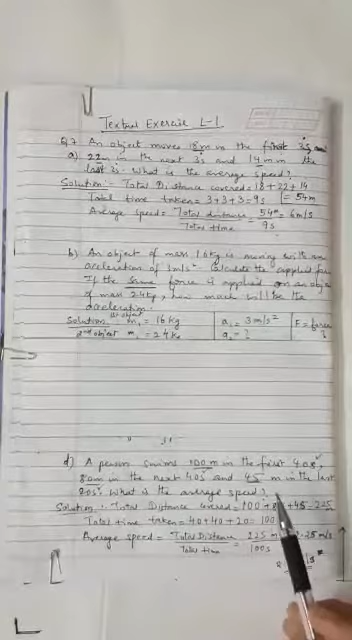 Textual Exercise L-1
Q.7 An object moves 18m in the first 3s, and
a) 22m in the next 3s and 14m in the
last 3s. What is the average speed?
Solution:- Total Distance covered = 18+22+14
Total time taken = 3+3+3 = 9s = 54m
Average speed = Total distance / Total time = 54m / 9s = 6m/s
b) An object of mass 16kg is moving with an
acceleration of 3m/s². Calculate the applied force
If the same force is applied on an object
of mass 24kg, how much will be the
acceleration.
Solution m₁ = 16kg a₁ = 3m/s² F = force
2nd object m = 24kg a = ? ?
d) A person swims 100m in the first 40s,
80m in the next 40s and 45 m in the last
20s. What is the average speed?
Solution:- Total Distance covered = 100+80+45=225
Total time taken = 40+40+20 = 100
Average speed = Total Distance / Total time = 225m / 100s